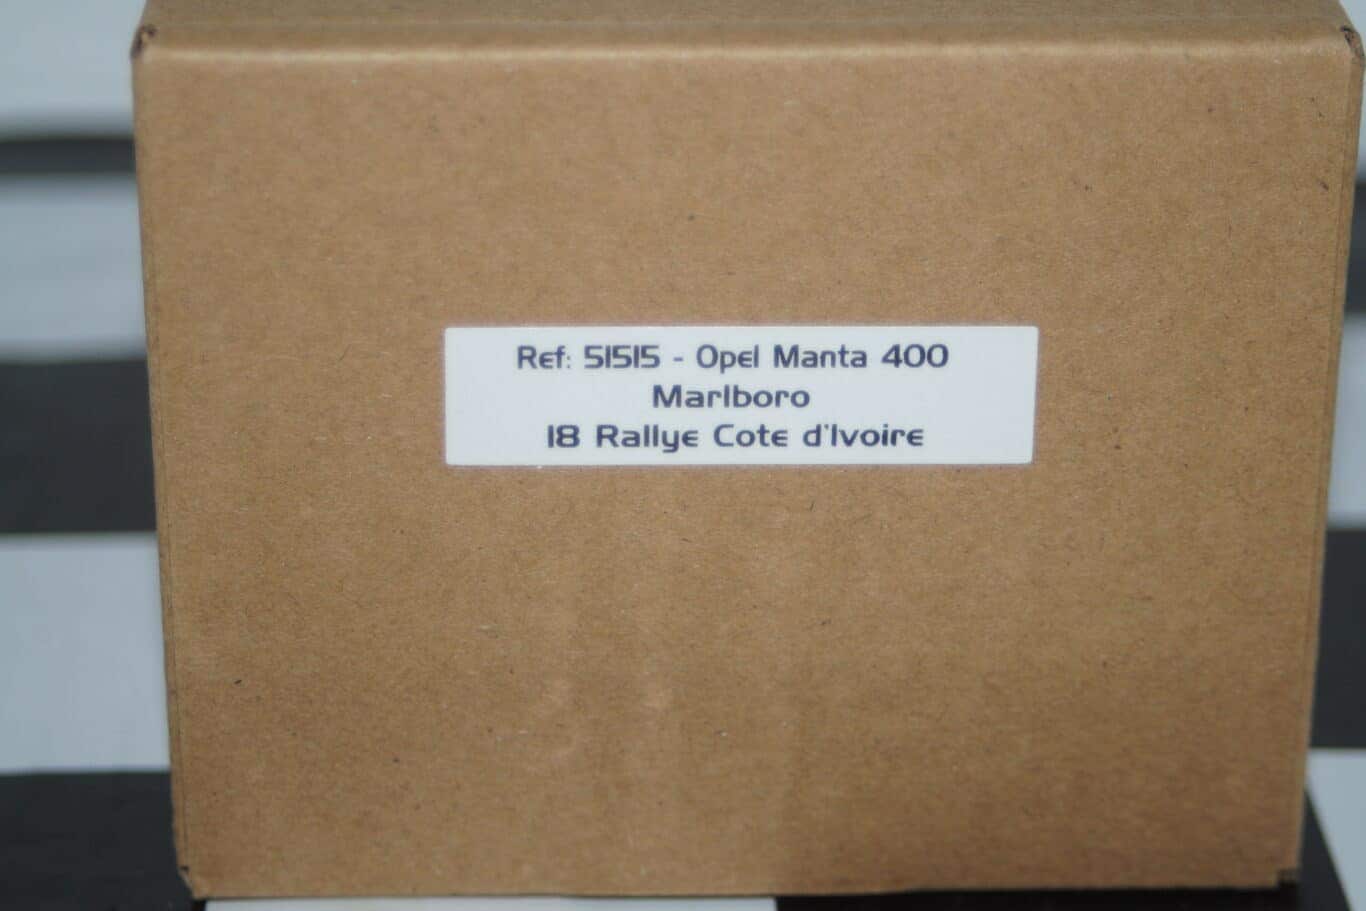 Ref: 51515 - Opel Manta 400
Marlboro
18 Rallye Cote d'Ivoire